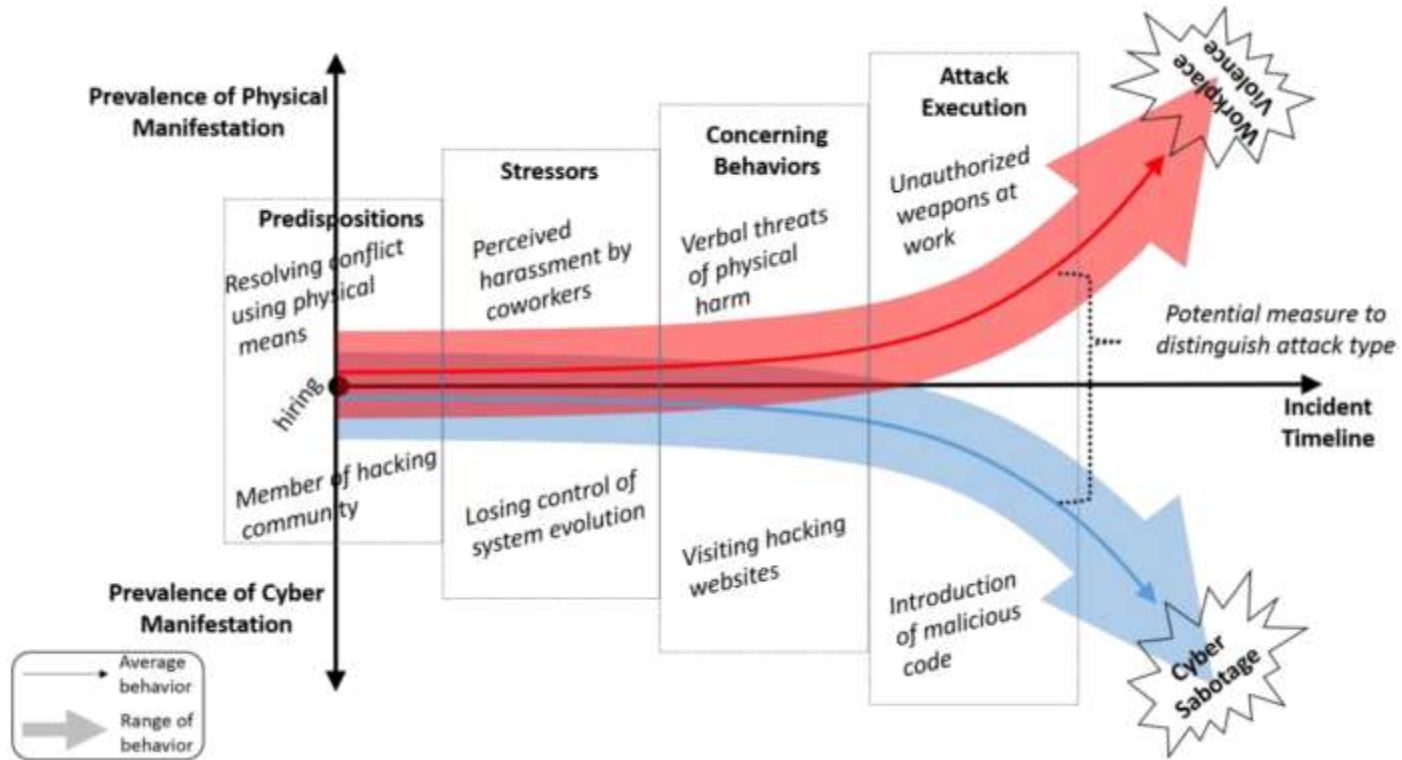 Prevalence of Physical
Manifestation
Predispositions
Resolving conflict
using physical
means
hiring
Member of hacking
community
Prevalence of Cyber
Manifestation
Stressors
Perceived
harassment by
coworkers
Losing control of
system evolution
Concerning
Behaviors
Verbal threats
of physical
harm
Visiting hacking
websites
Attack
Execution
Unauthorized
weapons at
work
Introduction
of malicious
code
Workplace
Violence
Potential measure to
distinguish attack type
Incident
Timeline
Cyber
Sabotage
Average
behavior
Range of
behavior